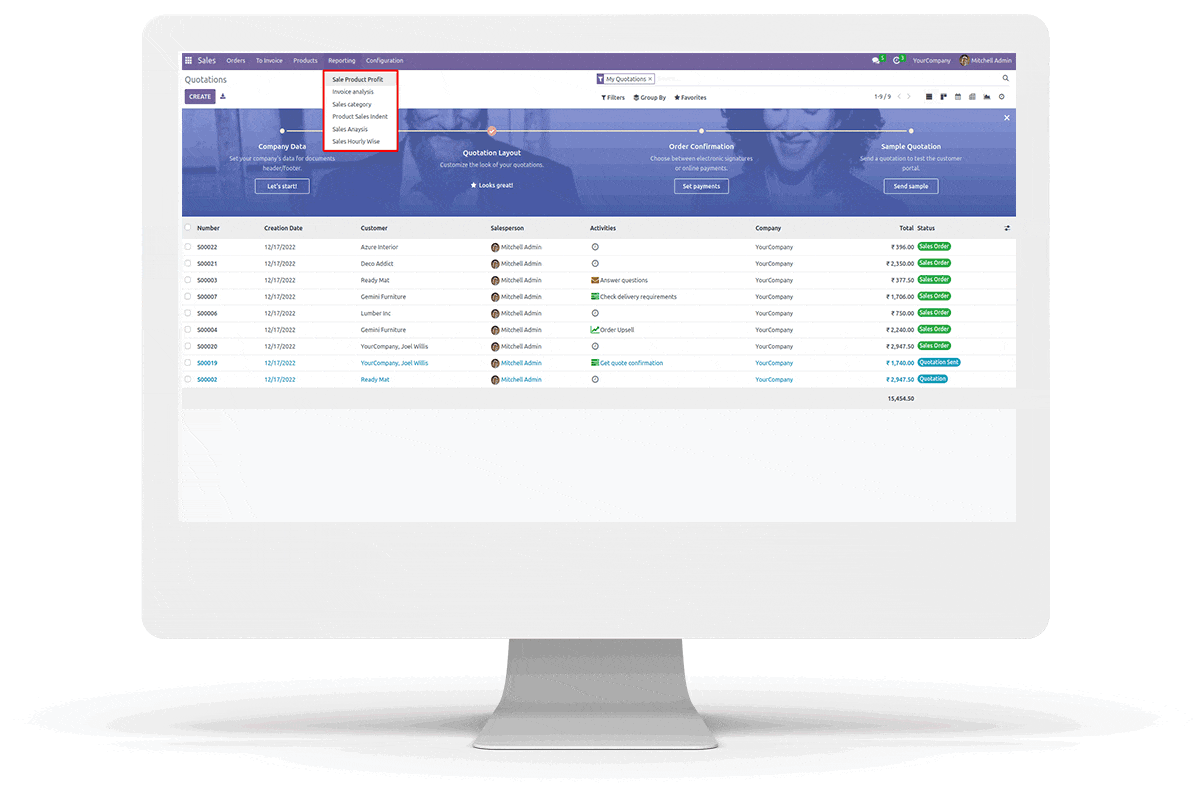 Sales Orders To Invoice Products Reporting Configuration 5 3 YourCompany Mitchell Admin
Quotations
My Quotations ×
CREATE
Filters Group By Favorites 1-9 / 9
Sale Product Profit
Invoice analysis
Sales category
Product Sales Indent
Sales Anaysis
Sales Hourly Wise
Company Data
Set your company's data for documents
header/footer.
Let's start!
Quotation Layout
Customize the look of your quotations.
Looks great!
Order Confirmation
Choose between electronic signatures
or online payments.
Set payments
Sample Quotation
Send a quotation to test the customer
portal.
Send sample
Number Creation Date Customer Salesperson Activities Company Total Status
S00022 12/17/2022 Azure Interior Mitchell Admin YourCompany ₹ 396.00 Sales Order
S00021 12/17/2022 Deco Addict Mitchell Admin YourCompany ₹ 2,350.00 Sales Order
S00003 12/17/2022 Ready Mat Mitchell Admin Answer questions YourCompany ₹ 377.50 Sales Order
S00007 12/17/2022 Gemini Furniture Mitchell Admin Check delivery requirements YourCompany ₹ 1,706.00 Sales Order
S00006 12/17/2022 Lumber Inc Mitchell Admin YourCompany ₹ 750.00 Sales Order
S00004 12/17/2022 Gemini Furniture Mitchell Admin Order Upsell YourCompany ₹ 2,240.00 Sales Order
S00020 12/17/2022 YourCompany, Joel Willis Mitchell Admin YourCompany ₹ 2,947.50 Sales Order
S00019 12/17/2022 YourCompany, Joel Willis Mitchell Admin Get quote confirmation YourCompany ₹ 1,740.00 Quotation Sent
S00002 12/17/2022 Ready Mat Mitchell Admin YourCompany ₹ 2,947.50 Quotation
15,454.50